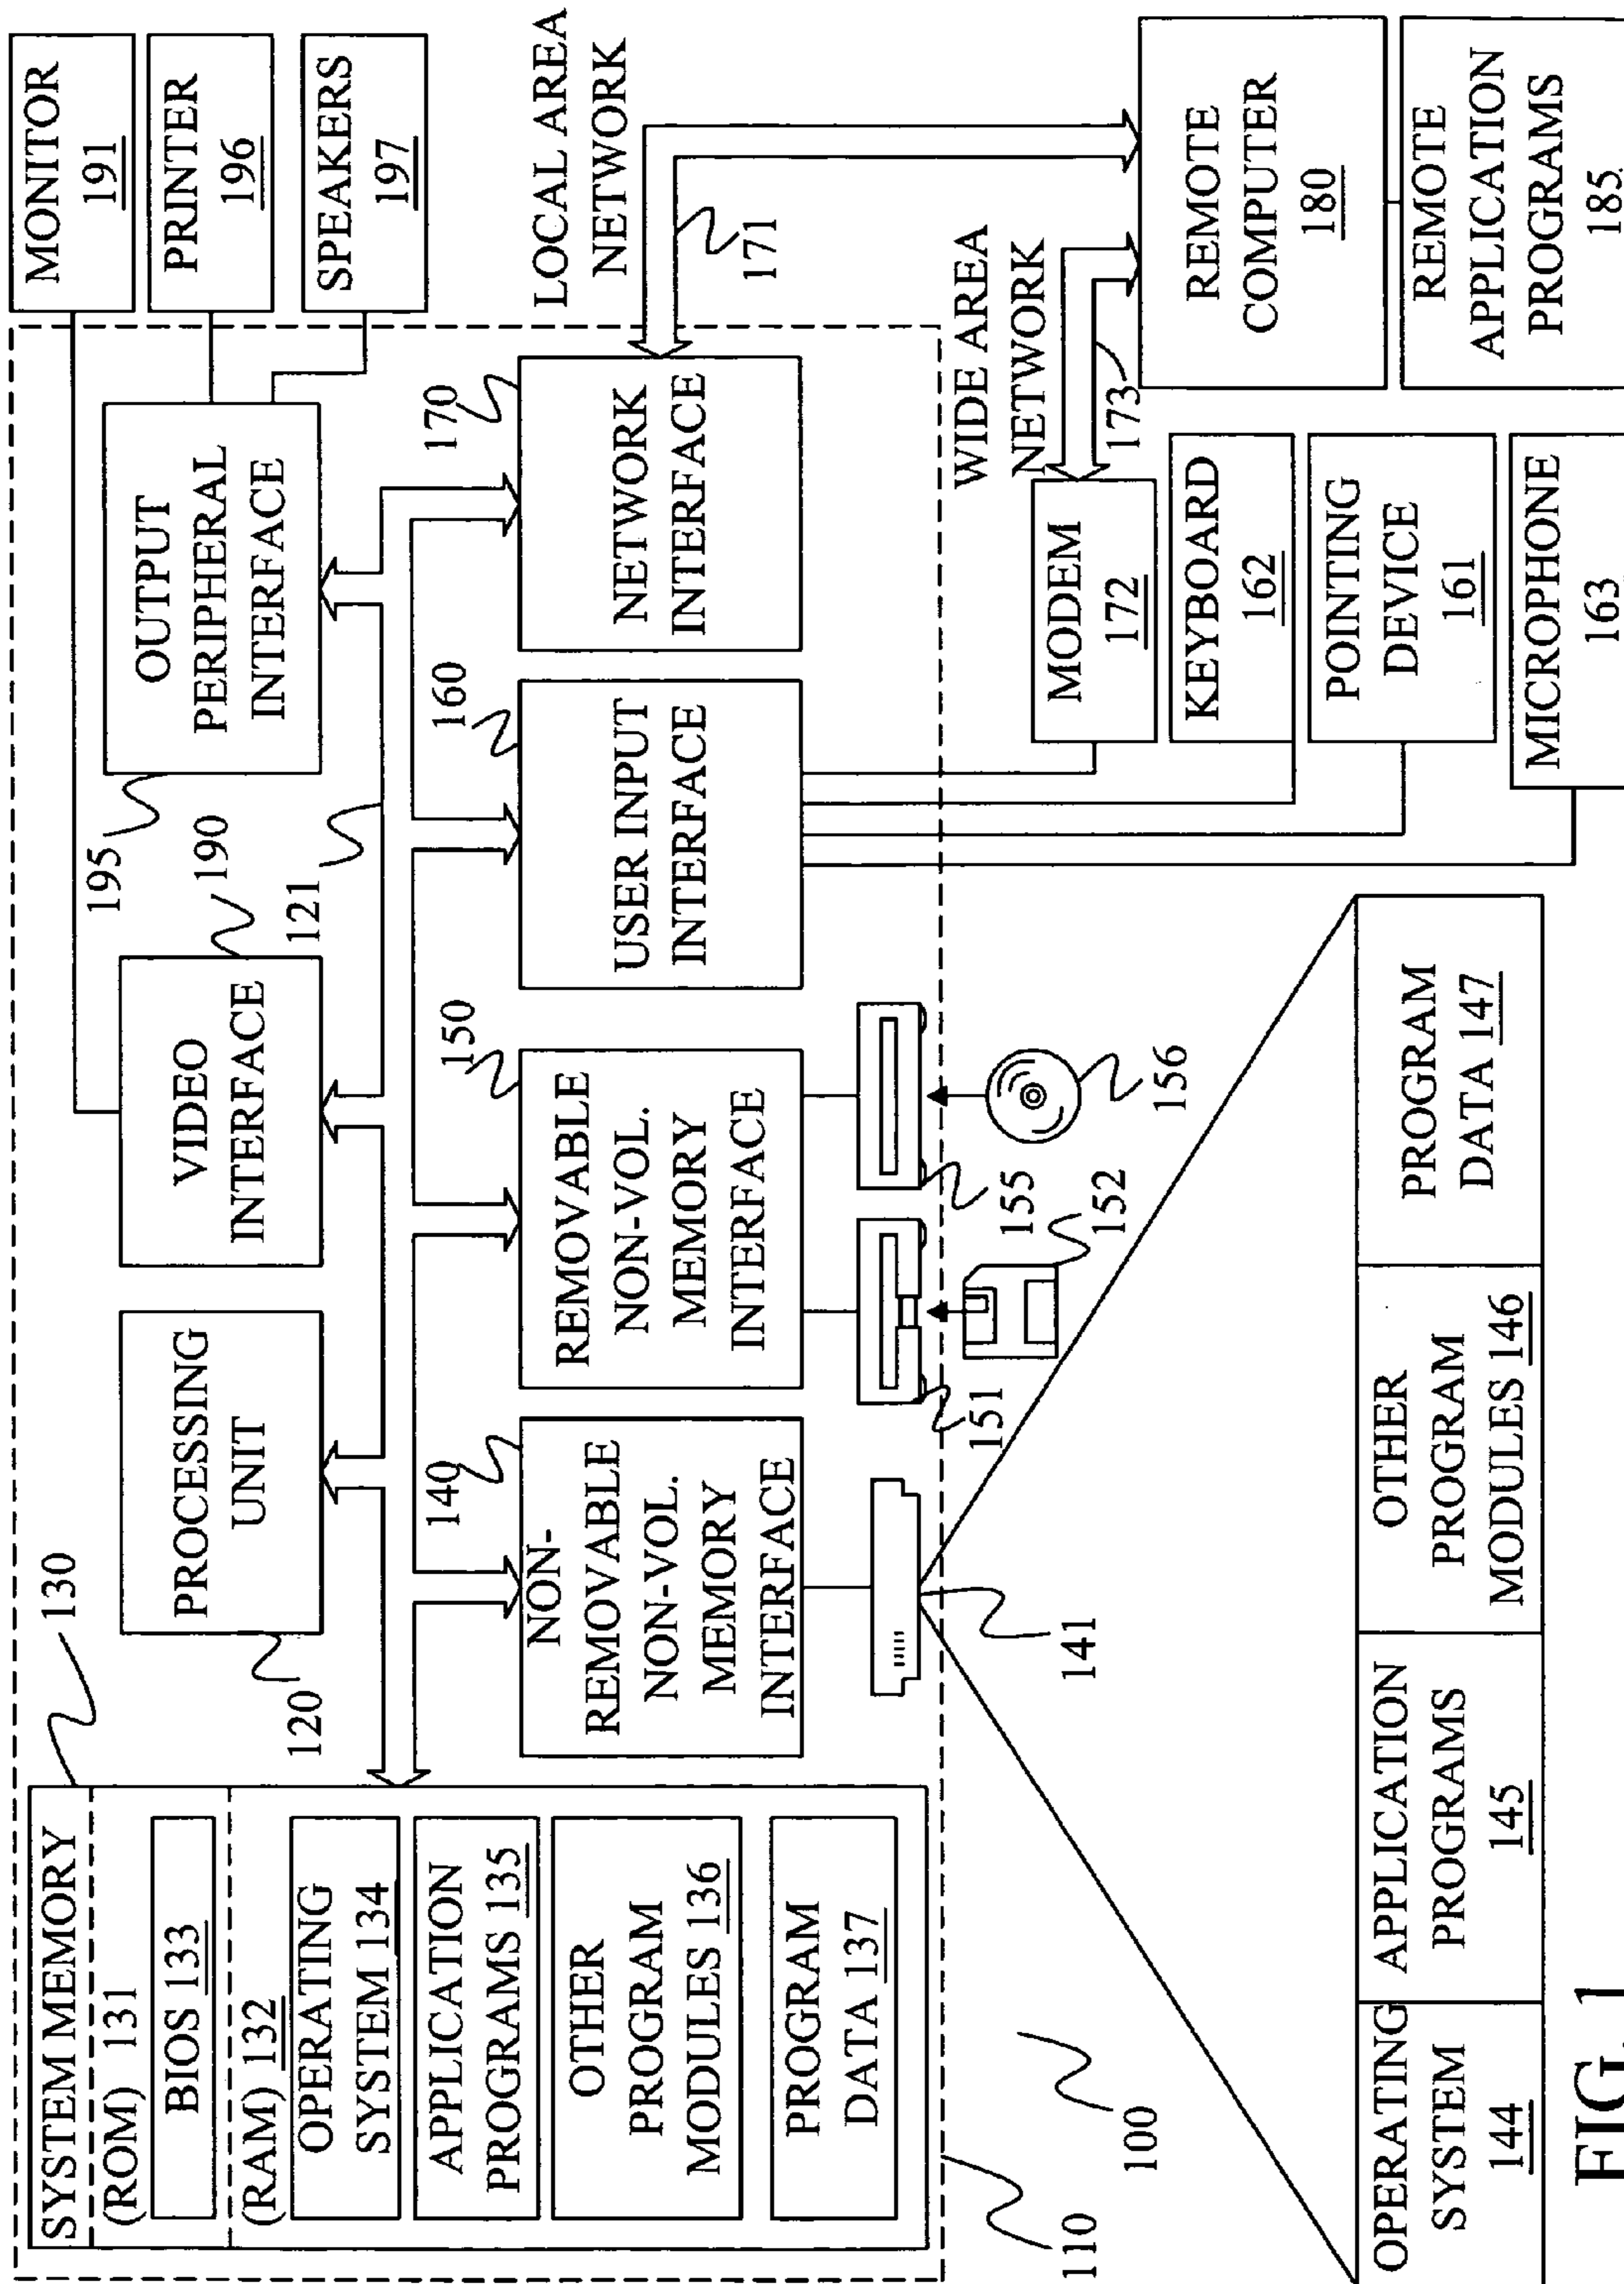 SYSTEM MEMORY
(ROM) 131
BIOS 133
(RAM) 132
OPERATING
SYSTEM 134
APPLICATION
PROGRAMS 135
OTHER
PROGRAM
MODULES 136
PROGRAM
DATA 137
130
120
PROCESSING
UNIT
190
VIDEO
INTERFACE
121
195
OUTPUT
PERIPHERAL
INTERFACE
MONITOR
191
PRINTER
196
SPEAKERS
197
140
NON-
REMOVABLE
NON-VOL.
MEMORY
INTERFACE
150
REMOVABLE
NON-VOL.
MEMORY
INTERFACE
160
USER INPUT
INTERFACE
170
NETWORK
INTERFACE
LOCAL AREA
NETWORK
171
WIDE AREA
NETWORK
173
141
151
152
155
156
MODEM
172
KEYBOARD
162
POINTING
DEVICE
161
MICROPHONE
163
REMOTE
COMPUTER
180
REMOTE
APPLICATION
PROGRAMS
185
110
100
OPERATING
SYSTEM
144
APPLICATION
PROGRAMS
145
OTHER
PROGRAM
MODULES 146
PROGRAM
DATA 147
FIG. 1